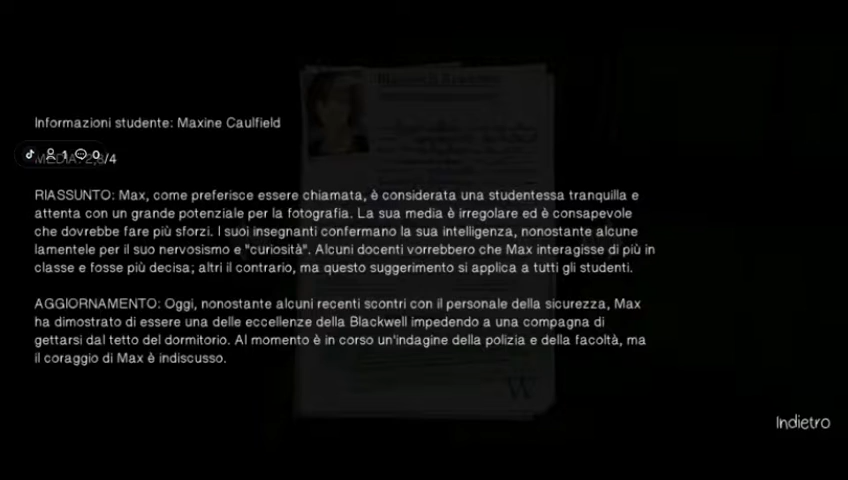 Informazioni studente: Maxine Caulfield
1 0
MEDIA: 2,8/4
RIASSUNTO: Max, come preferisce essere chiamata, è considerata una studentessa tranquilla e
attenta con un grande potenziale per la fotografia. La sua media è irregolare ed è consapevole
che dovrebbe fare più sforzi. I suoi insegnanti confermano la sua intelligenza, nonostante alcune
lamentele per il suo nervosismo e "curiosità". Alcuni docenti vorrebbero che Max interagisse di più in
classe e fosse più decisa; altri il contrario, ma questo suggerimento si applica a tutti gli studenti.
AGGIORNAMENTO: Oggi, nonostante alcuni recenti scontri con il personale della sicurezza, Max
ha dimostrato di essere una delle eccellenze della Blackwell impedendo a una compagna di
gettarsi dal tetto del dormitorio. Al momento è in corso un'indagine della polizia e della facoltà, ma
il coraggio di Max è indiscusso.
W
Indietro